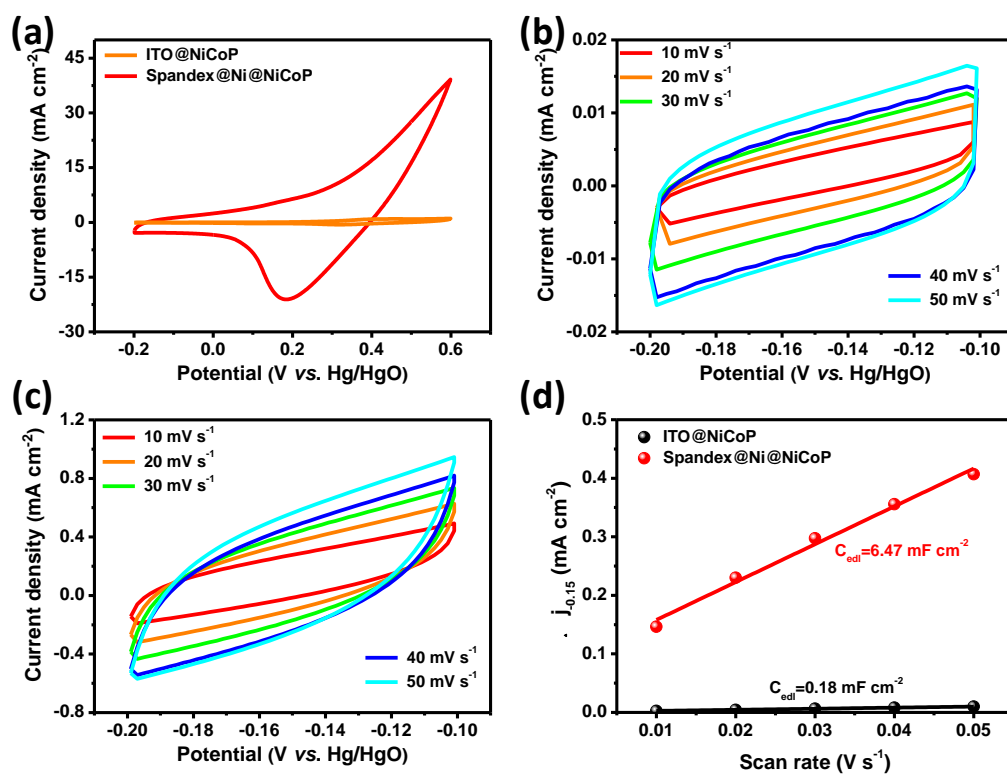 (a)
ITO@NiCoP
Spandex@Ni@NiCoP
45
30
15
0
-15
-30
Current density (mA cm⁻²)
-0.2 0.0 0.2 0.4 0.6
Potential (V vs. Hg/HgO)
(b)
10 mV s⁻¹
20 mV s⁻¹
30 mV s⁻¹
40 mV s⁻¹
50 mV s⁻¹
0.02
0.01
0.00
-0.01
-0.02
Current density (mA cm⁻²)
-0.20 -0.18 -0.16 -0.14 -0.12 -0.10
Potential (V vs. Hg/HgO)
(c)
10 mV s⁻¹
20 mV s⁻¹
30 mV s⁻¹
40 mV s⁻¹
50 mV s⁻¹
1.2
0.8
0.4
0.0
-0.4
-0.8
Current density (mA cm⁻²)
-0.20 -0.18 -0.16 -0.14 -0.12 -0.10
Potential (V vs. Hg/HgO)
(d)
ITO@NiCoP
Spandex@Ni@NiCoP
0.5
0.4
0.3
0.2
0.1
0.0
j-0.15 (mA cm⁻²)
Cedl=6.47 mF cm⁻²
Cedl=0.18 mF cm⁻²
0.01 0.02 0.03 0.04 0.05
Scan rate (V s⁻¹)